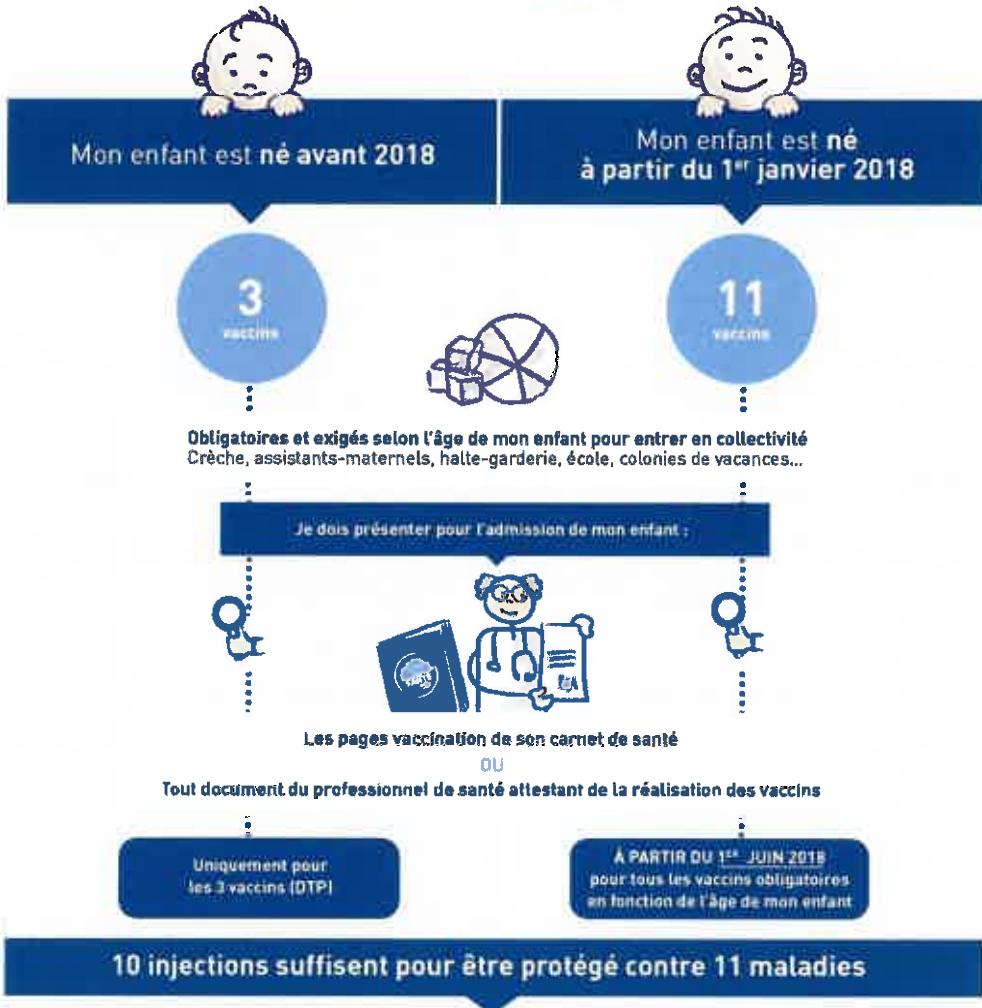 Mon enfant est né avant 2018
Mon enfant est né
à partir du 1er janvier 2018
3
vaccins
11
vaccins
Obligatoires et exigés selon l'âge de mon enfant pour entrer en collectivité
Crèche, assistants-maternels, halte-garderie, école, colonies de vacances...
Je dois présenter pour l'admission de mon enfant :
Les pages vaccination de son carnet de santé
OU
Tout document du professionnel de santé attestant de la réalisation des vaccins
Uniquement pour
les 3 vaccins (DTP)
À PARTIR DU 1er JUIN 2018
pour tous les vaccins obligatoires
en fonction de l'âge de mon enfant
10 injections suffisent pour être protégé contre 11 maladies